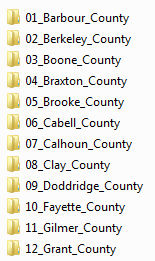 01_Barbour_County
02_Berkeley_County
03_Boone_County
04_Braxton_County
05_Brooke_County
06_Cabell_County
07_Calhoun_County
08_Clay_County
09_Doddridge_County
10_Fayette_County
11_Gilmer_County
12_Grant_County